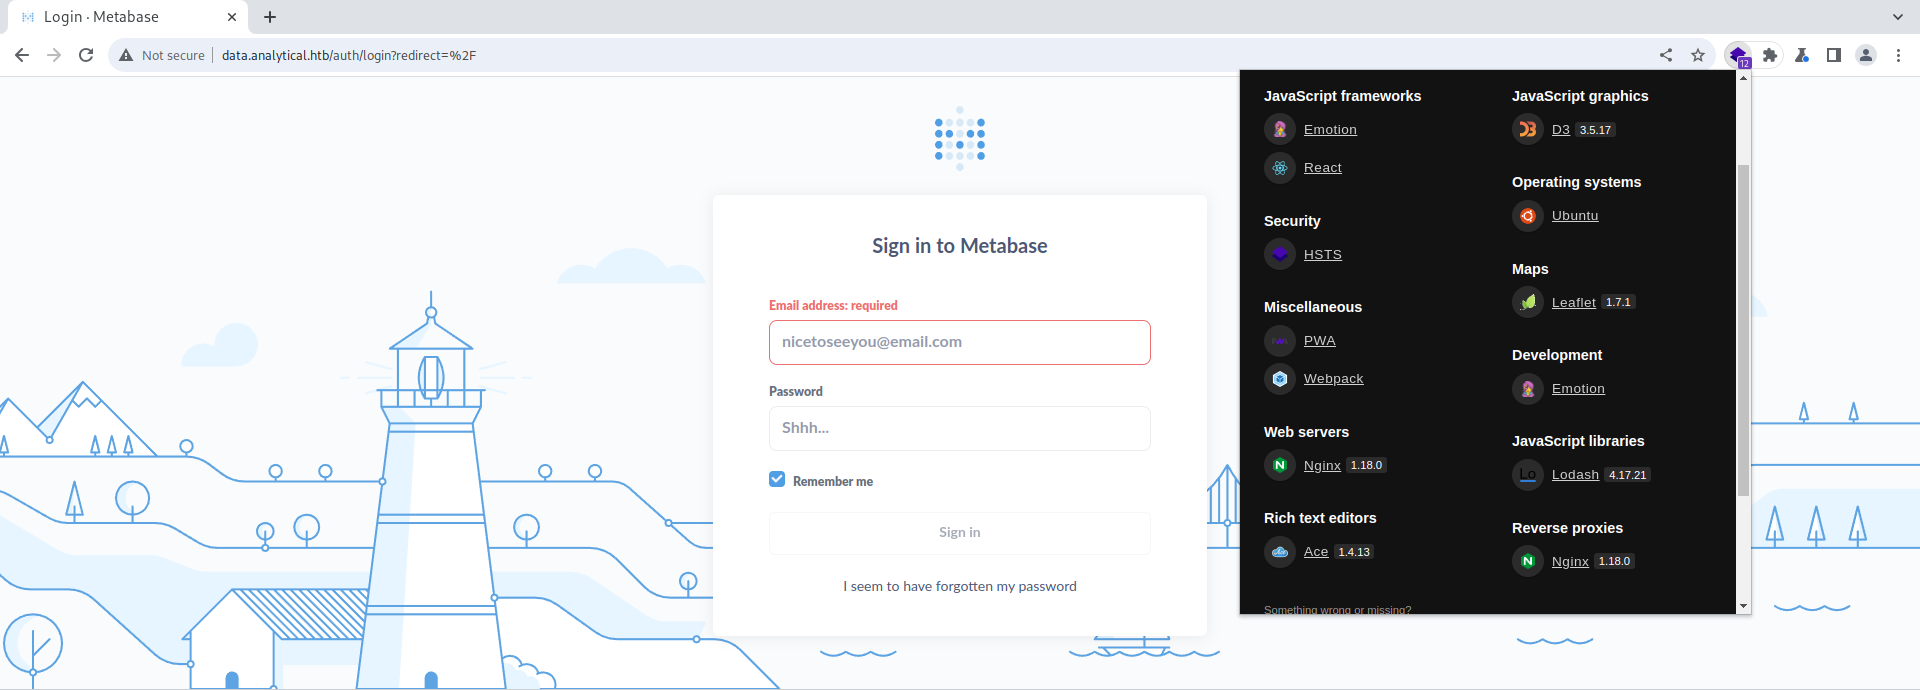 Login · Metabase
Not secure
data.analytical.htb/auth/login?redirect=%2F
12
Sign in to Metabase
Email address: required
nicetoseeyou@email.com
Password
Shhh...
Remember me
Sign in
I seem to have forgotten my password
JavaScript frameworks
Emotion
React
Security
HSTS
Miscellaneous
PWA
Webpack
Web servers
Nginx 1.18.0
Rich text editors
Ace 1.4.13
JavaScript graphics
D3 3.5.17
Operating systems
Ubuntu
Maps
Leaflet 1.7.1
Development
Emotion
JavaScript libraries
Lo
Lodash 4.17.21
Reverse proxies
Nginx 1.18.0
Something wrong or missing?